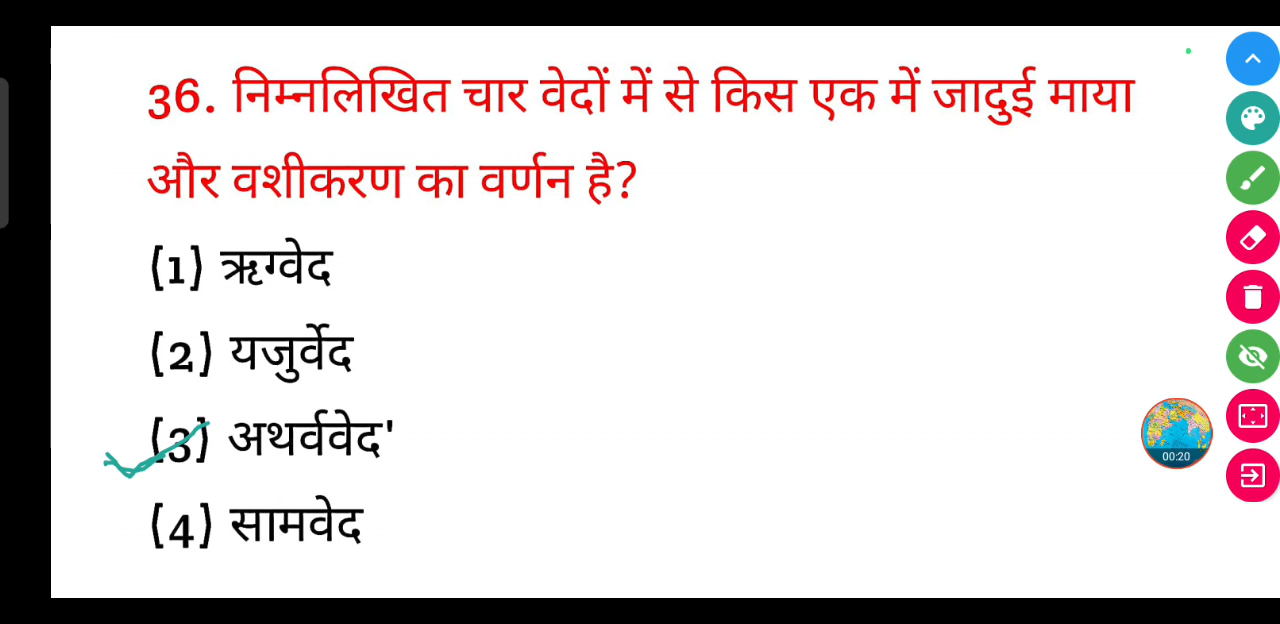 36. निम्नलिखित चार वेदों में से किस एक में जादुई माया
और वशीकरण का वर्णन है?
(1) ऋग्वेद
(2) यजुर्वेद
(3) अथर्ववेद'
(4) सामवेद
00:20